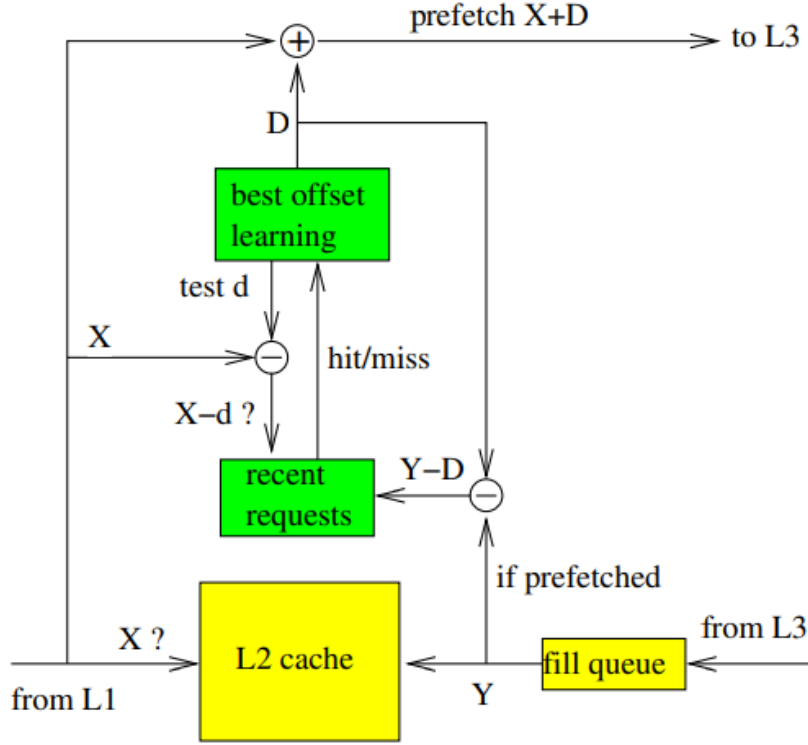 prefetch X+D
to L3
+
D
best offset
learning
test d
X
−
hit/miss
X−d ?
recent
requests
Y−D
−
if prefetched
X ?
L2 cache
fill queue
from L3
from L1
Y